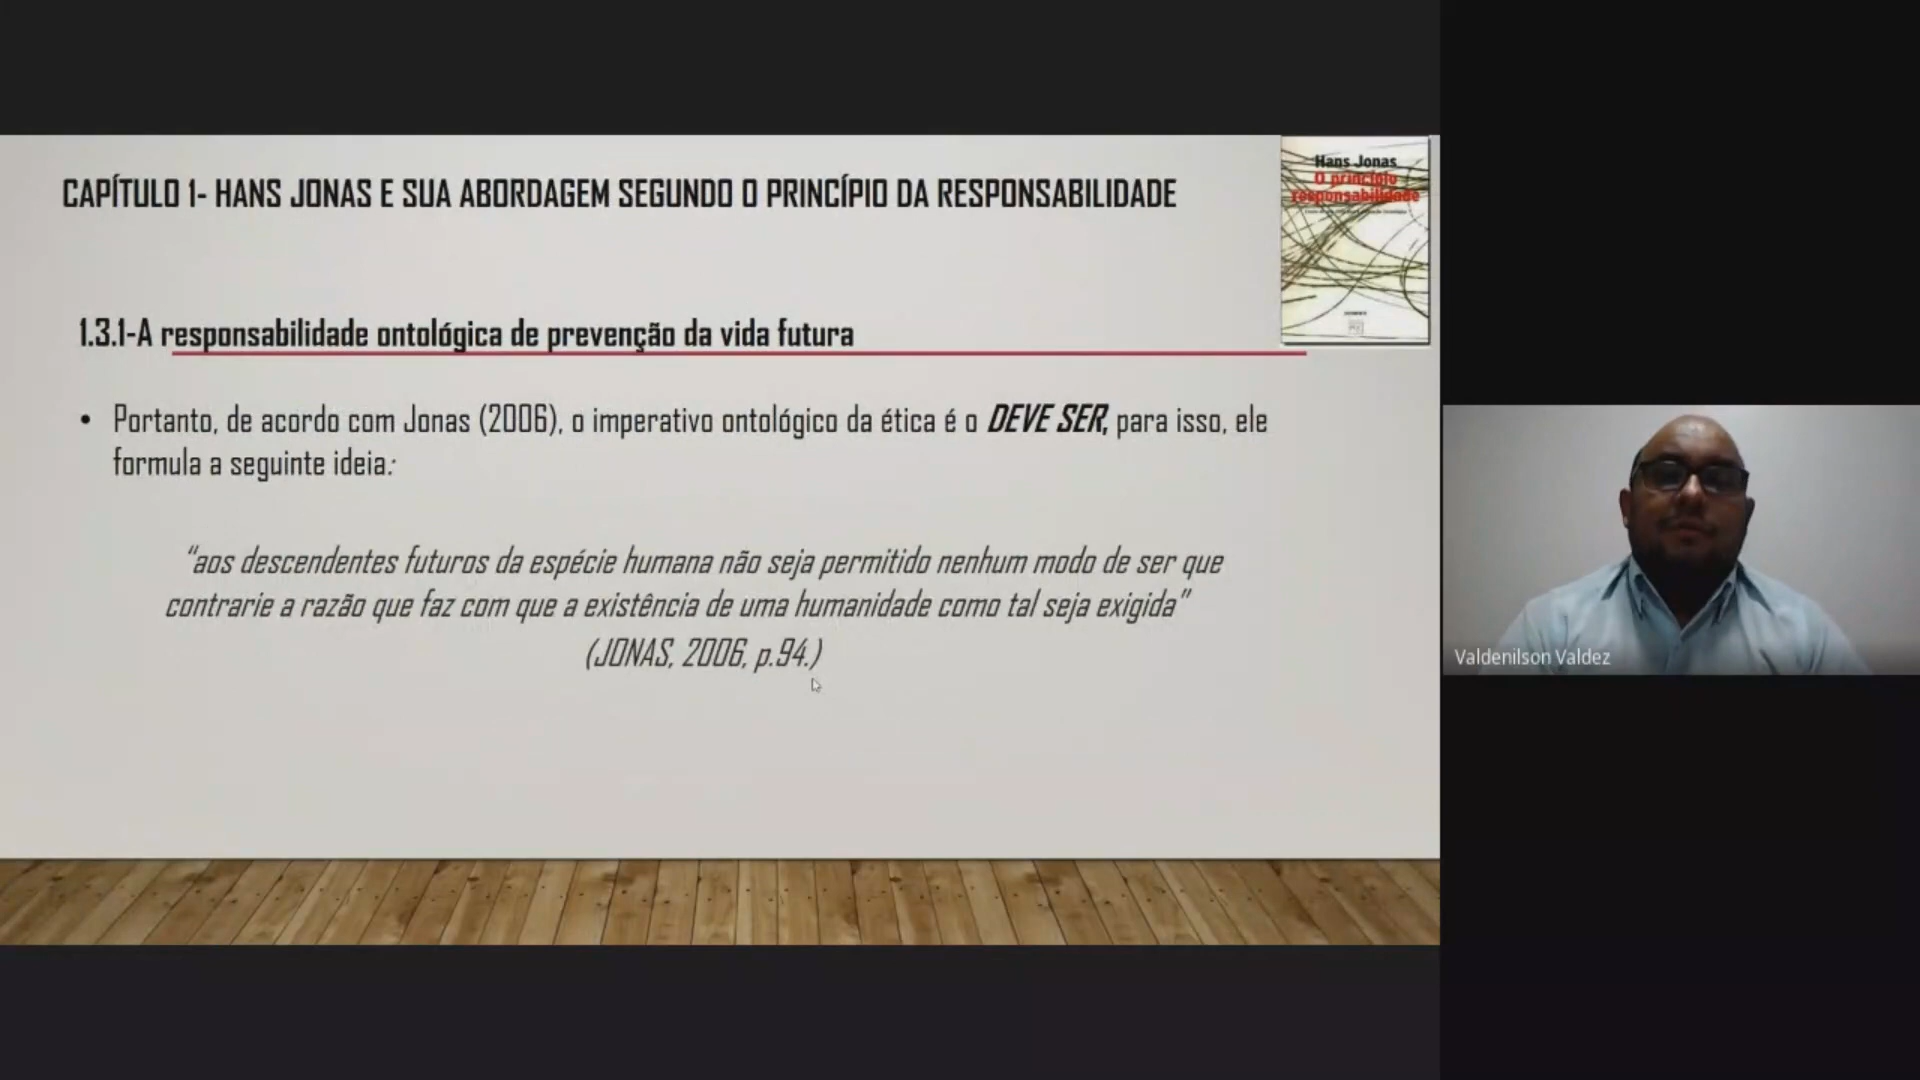 CAPÍTULO 1- HANS JONAS E SUA ABORDAGEM SEGUNDO O PRINCÍPIO DA RESPONSABILIDADE
Hans Jonas
O princípio
responsabilidade
1.3.1-A responsabilidade ontológica de prevenção da vida futura
• Portanto, de acordo com Jonas (2006), o imperativo ontológico da ética é o DEVE SER, para isso, ele
formula a seguinte ideia:
“aos descendentes futuros da espécie humana não seja permitido nenhum modo de ser que
contrarie a razão que faz com que a existência de uma humanidade como tal seja exigida”
(JONAS, 2006, p.94.)
Valdenilson Valdez